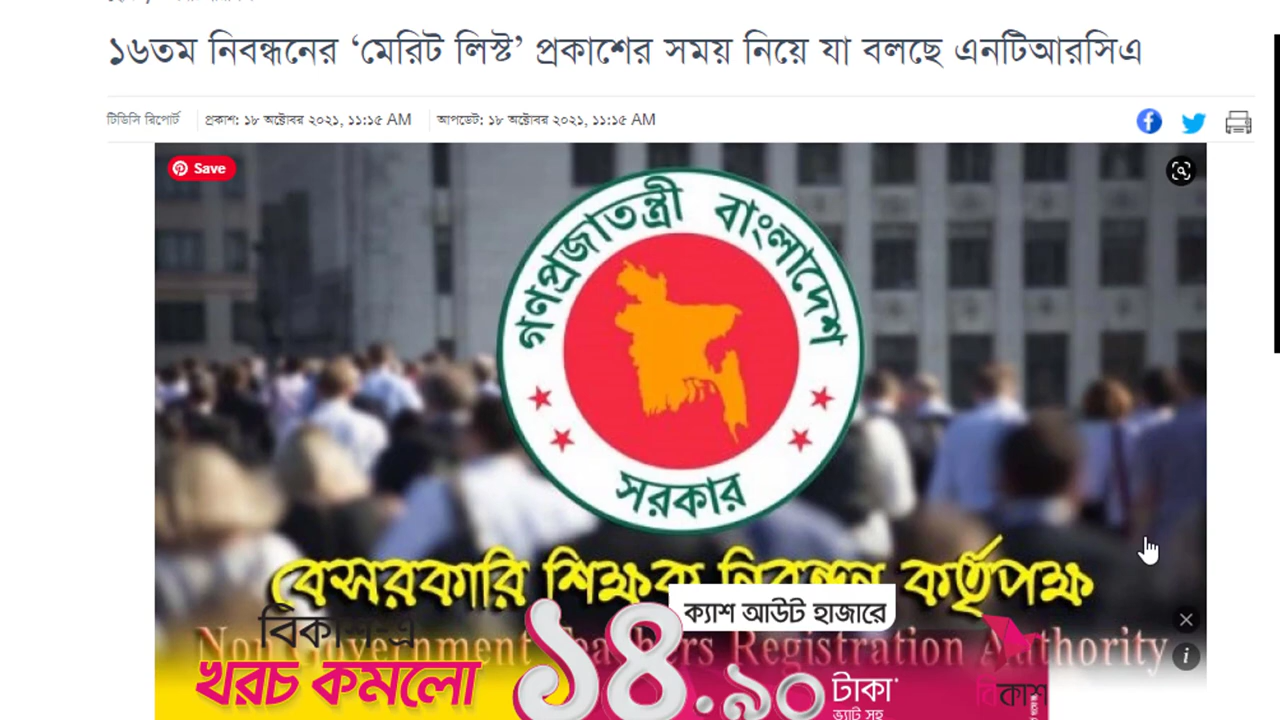 ১৬তম নিবন্ধনের ‘মেরিট লিস্ট’ প্রকাশের সময় নিয়ে যা বলছে এনটিআরসিএ
টিডিসি রিপোর্ট
প্রকাশ: ১৮ অক্টোবর ২০২১, ১১:১৫ AM
আপডেট: ১৮ অক্টোবর ২০২১, ১১:১৫ AM
Save
গণপ্রজাতন্ত্রী বাংলাদেশ
সরকার
বেসরকারি শিক্ষক নিবন্ধন কর্তৃপক্ষ
Non Government Teachers Registration Authority
ক্যাশ আউট হাজারে
বিকাশ-এ
খরচ কমলো
১৪.৯০
টাকা
ভ্যাট সহ
বিকাশ